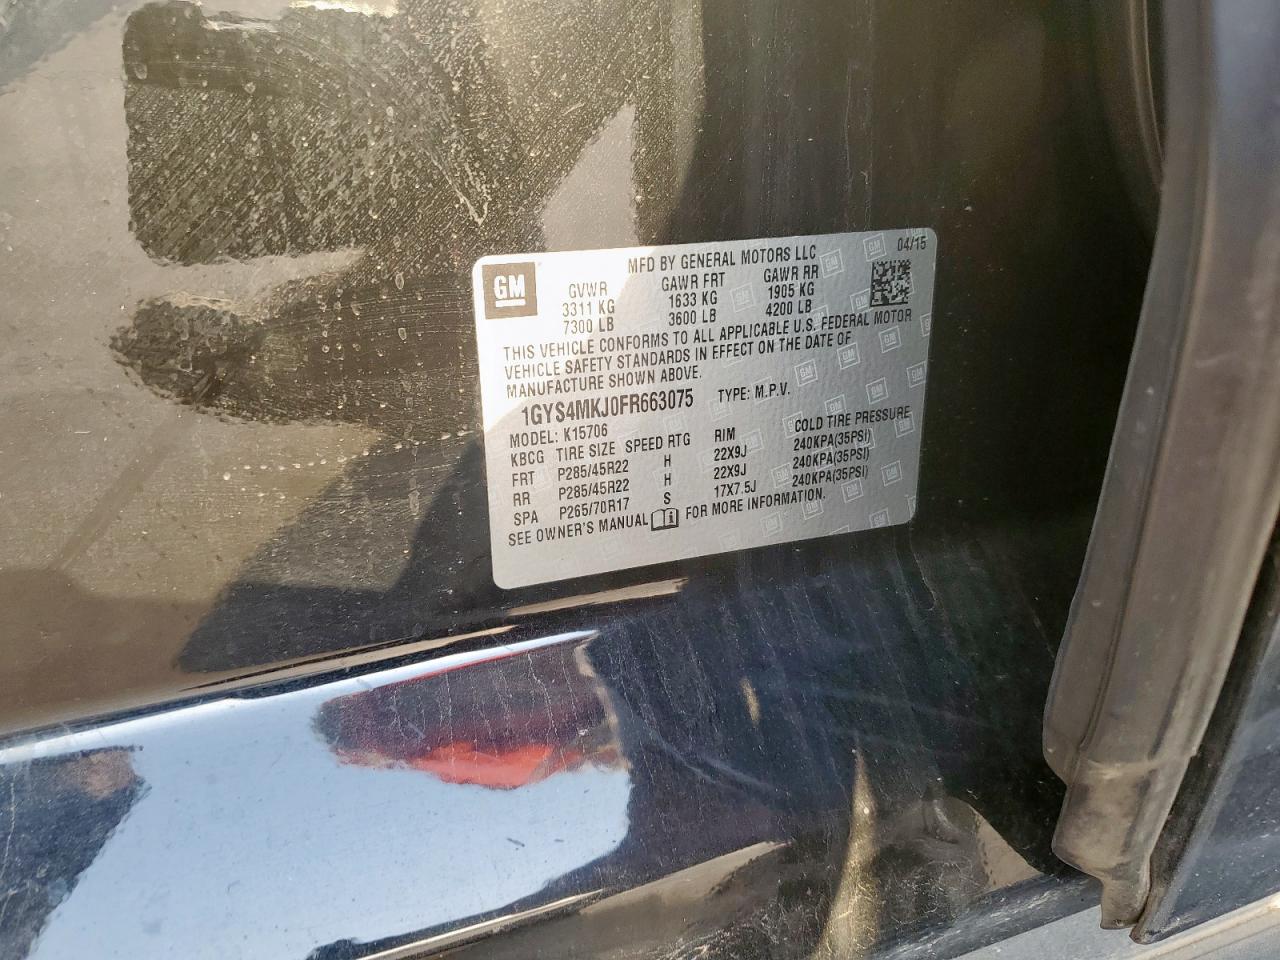 GM
MFD BY GENERAL MOTORS LLC
04/15
GVWR GAWR FRT GAWR RR
3311 KG 1633 KG 1905 KG
7300 LB 3600 LB 4200 LB
THIS VEHICLE CONFORMS TO ALL APPLICABLE U.S. FEDERAL MOTOR
VEHICLE SAFETY STANDARDS IN EFFECT ON THE DATE OF
MANUFACTURE SHOWN ABOVE.
1GYS4MKJ0FR663075 TYPE: M.P.V.
MODEL: K15706
KBCG TIRE SIZE SPEED RTG RIM COLD TIRE PRESSURE
FRT P285/45R22 H 22X9J 240KPA(35PSI)
RR P285/45R22 H 22X9J 240KPA(35PSI)
SPA P265/70R17 S 17X7.5J 240KPA(35PSI)
SEE OWNER'S MANUAL FOR MORE INFORMATION.